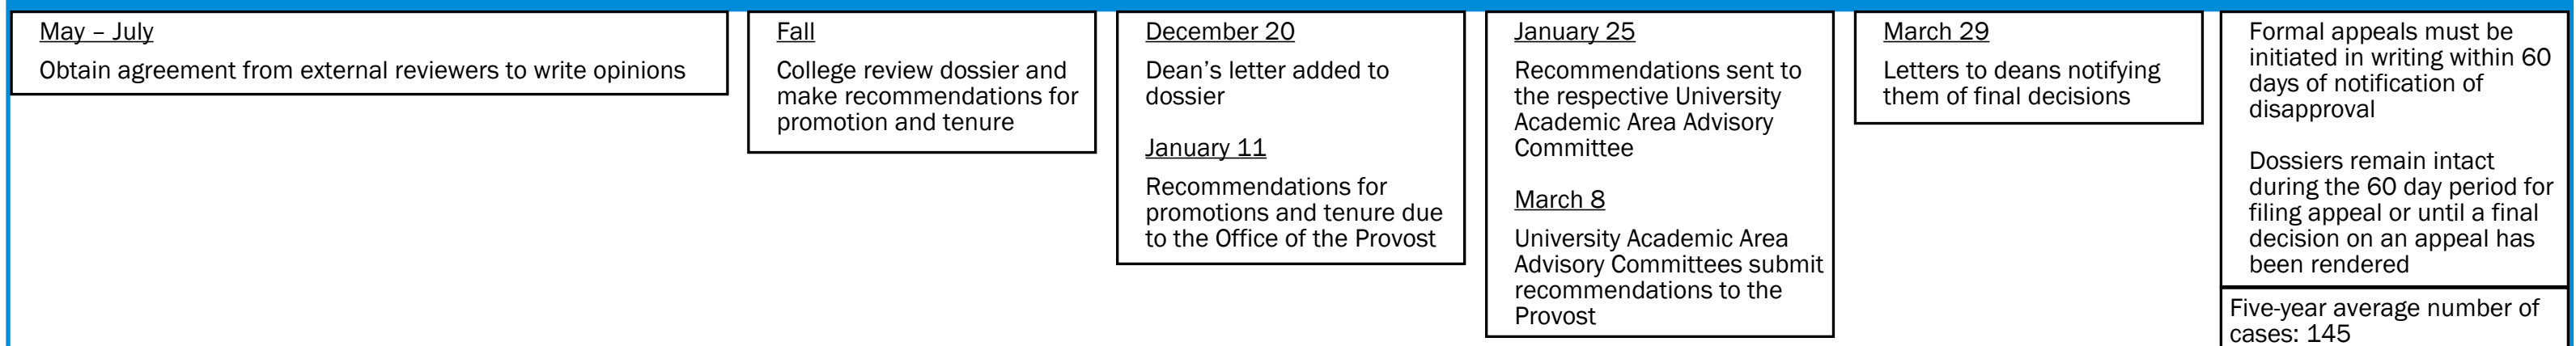 May – July
Obtain agreement from external reviewers to write opinions
Fall
College review dossier and
make recommendations for
promotion and tenure
December 20
Dean’s letter added to
dossier
January 11
Recommendations for
promotions and tenure due
to the Office of the Provost
January 25
Recommendations sent to
the respective University
Academic Area Advisory
Committee
March 8
University Academic Area
Advisory Committees submit
recommendations to the
Provost
March 29
Letters to deans notifying
them of final decisions
Formal appeals must be
initiated in writing within 60
days of notification of
disapproval
Dossiers remain intact
during the 60 day period for
filing appeal or until a final
decision on an appeal has
been rendered
Five-year average number of
cases: 145